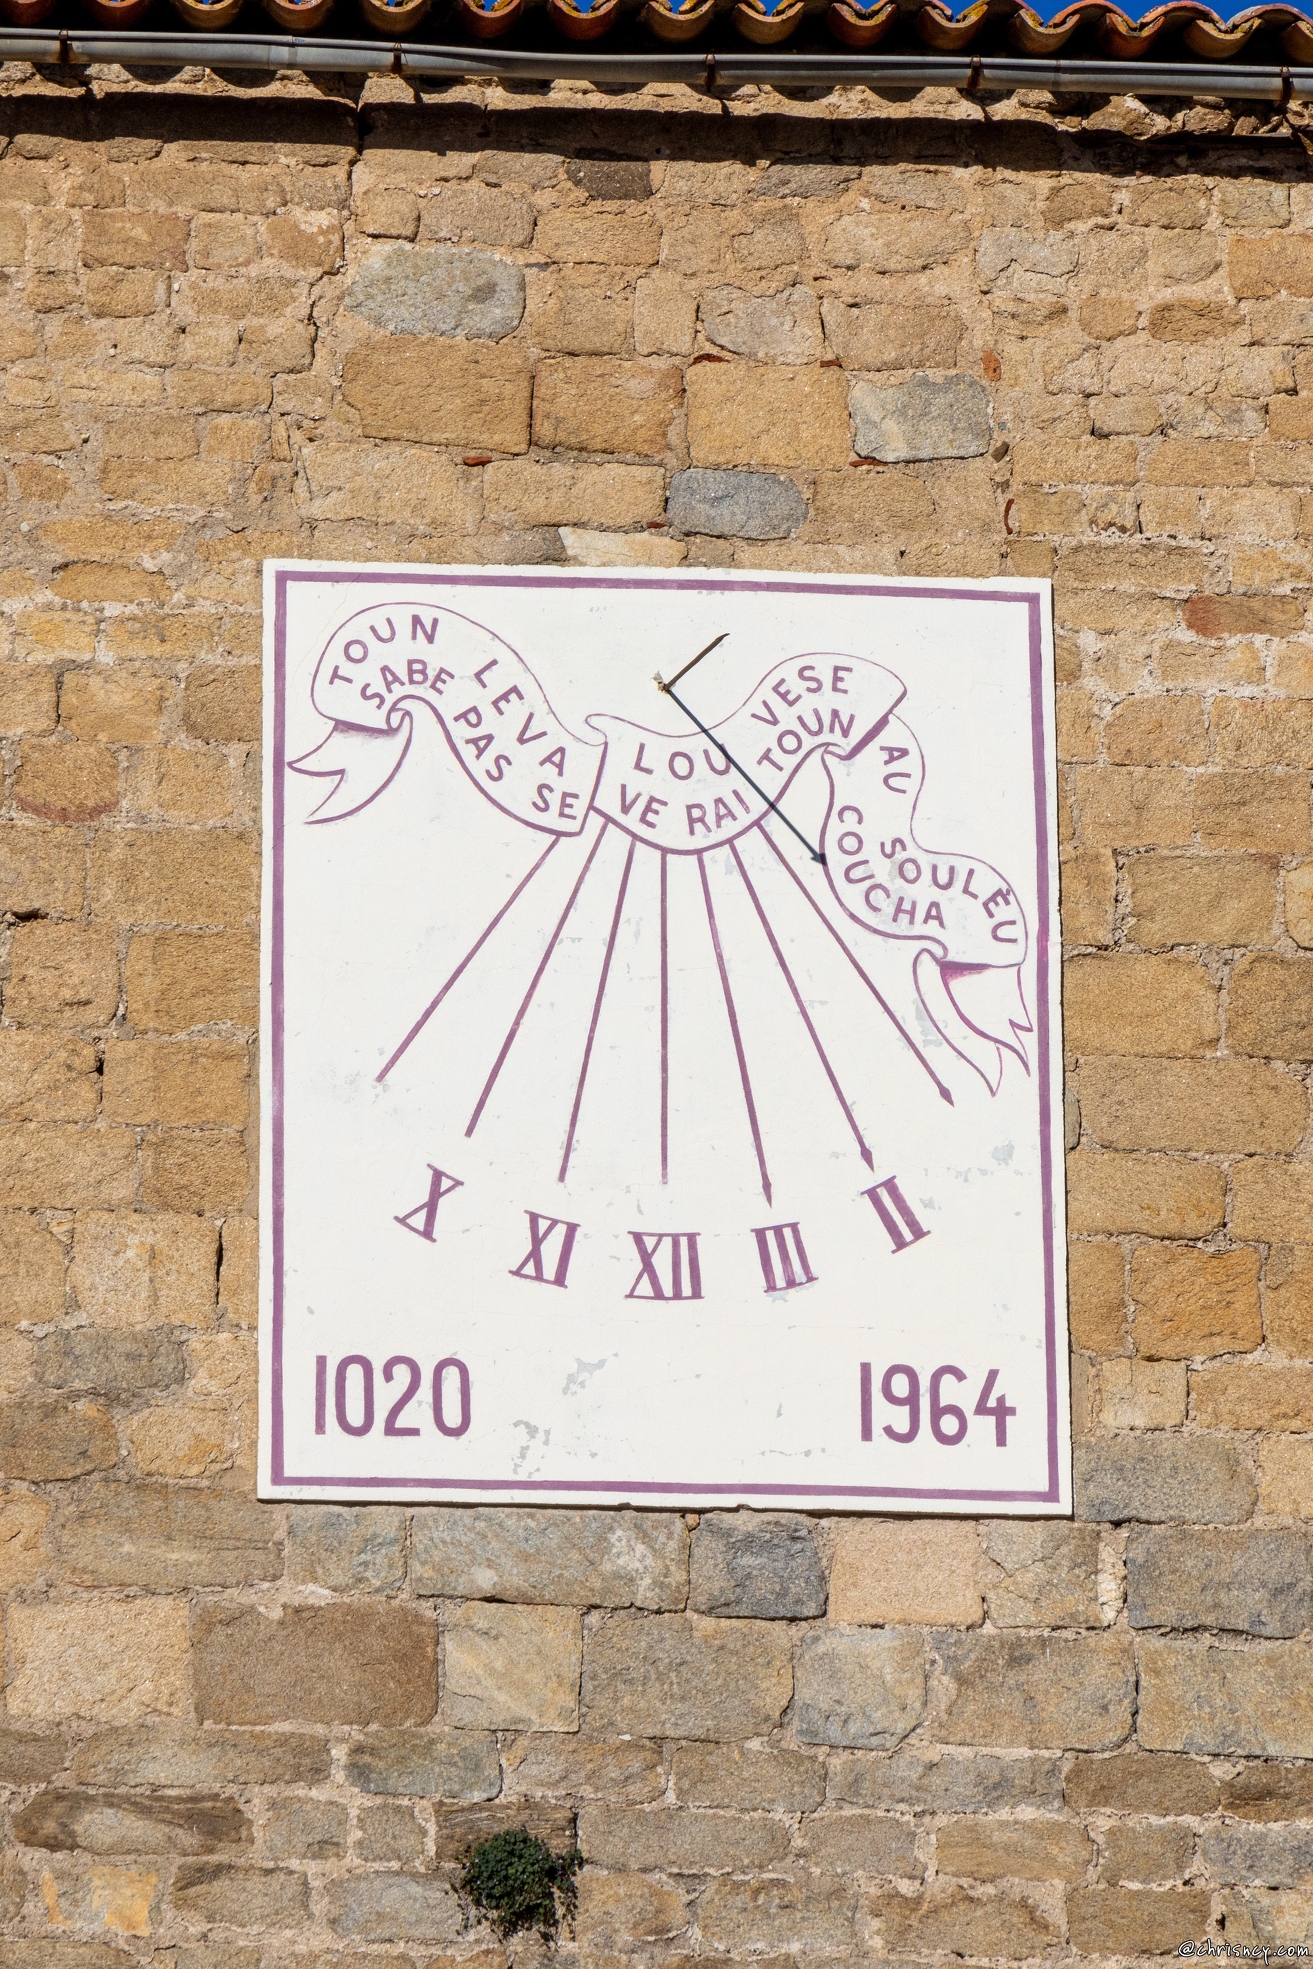 TOUN LEVA LOU VESE AU SOULÈU
SABE PAS SE VE RAI TOUN COUCHA
X XI XII III II
1020 1964
@chrisncy.com